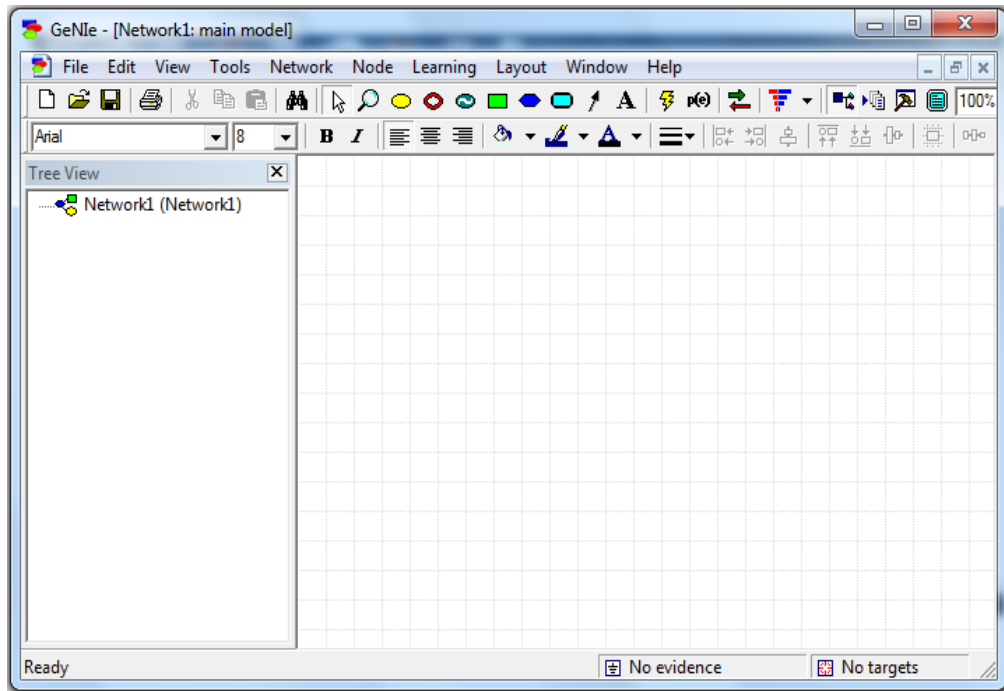 GeNIe - [Network1: main model]
File Edit View Tools Network Node Learning Layout Window Help
A P(e) 100%
Arial 8 B I A
Tree View
Network1 (Network1)
Ready No evidence No targets